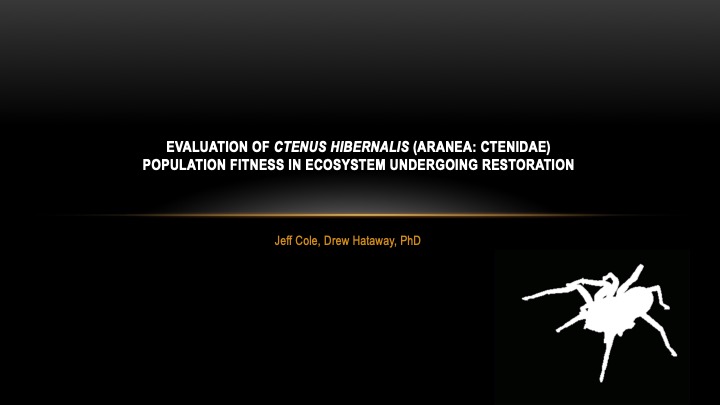 EVALUATION OF CTENUS HIBERNALIS (ARANEA: CTENIDAE)
POPULATION FITNESS IN ECOSYSTEM UNDERGOING RESTORATION
Jeff Cole, Drew Hataway, PhD